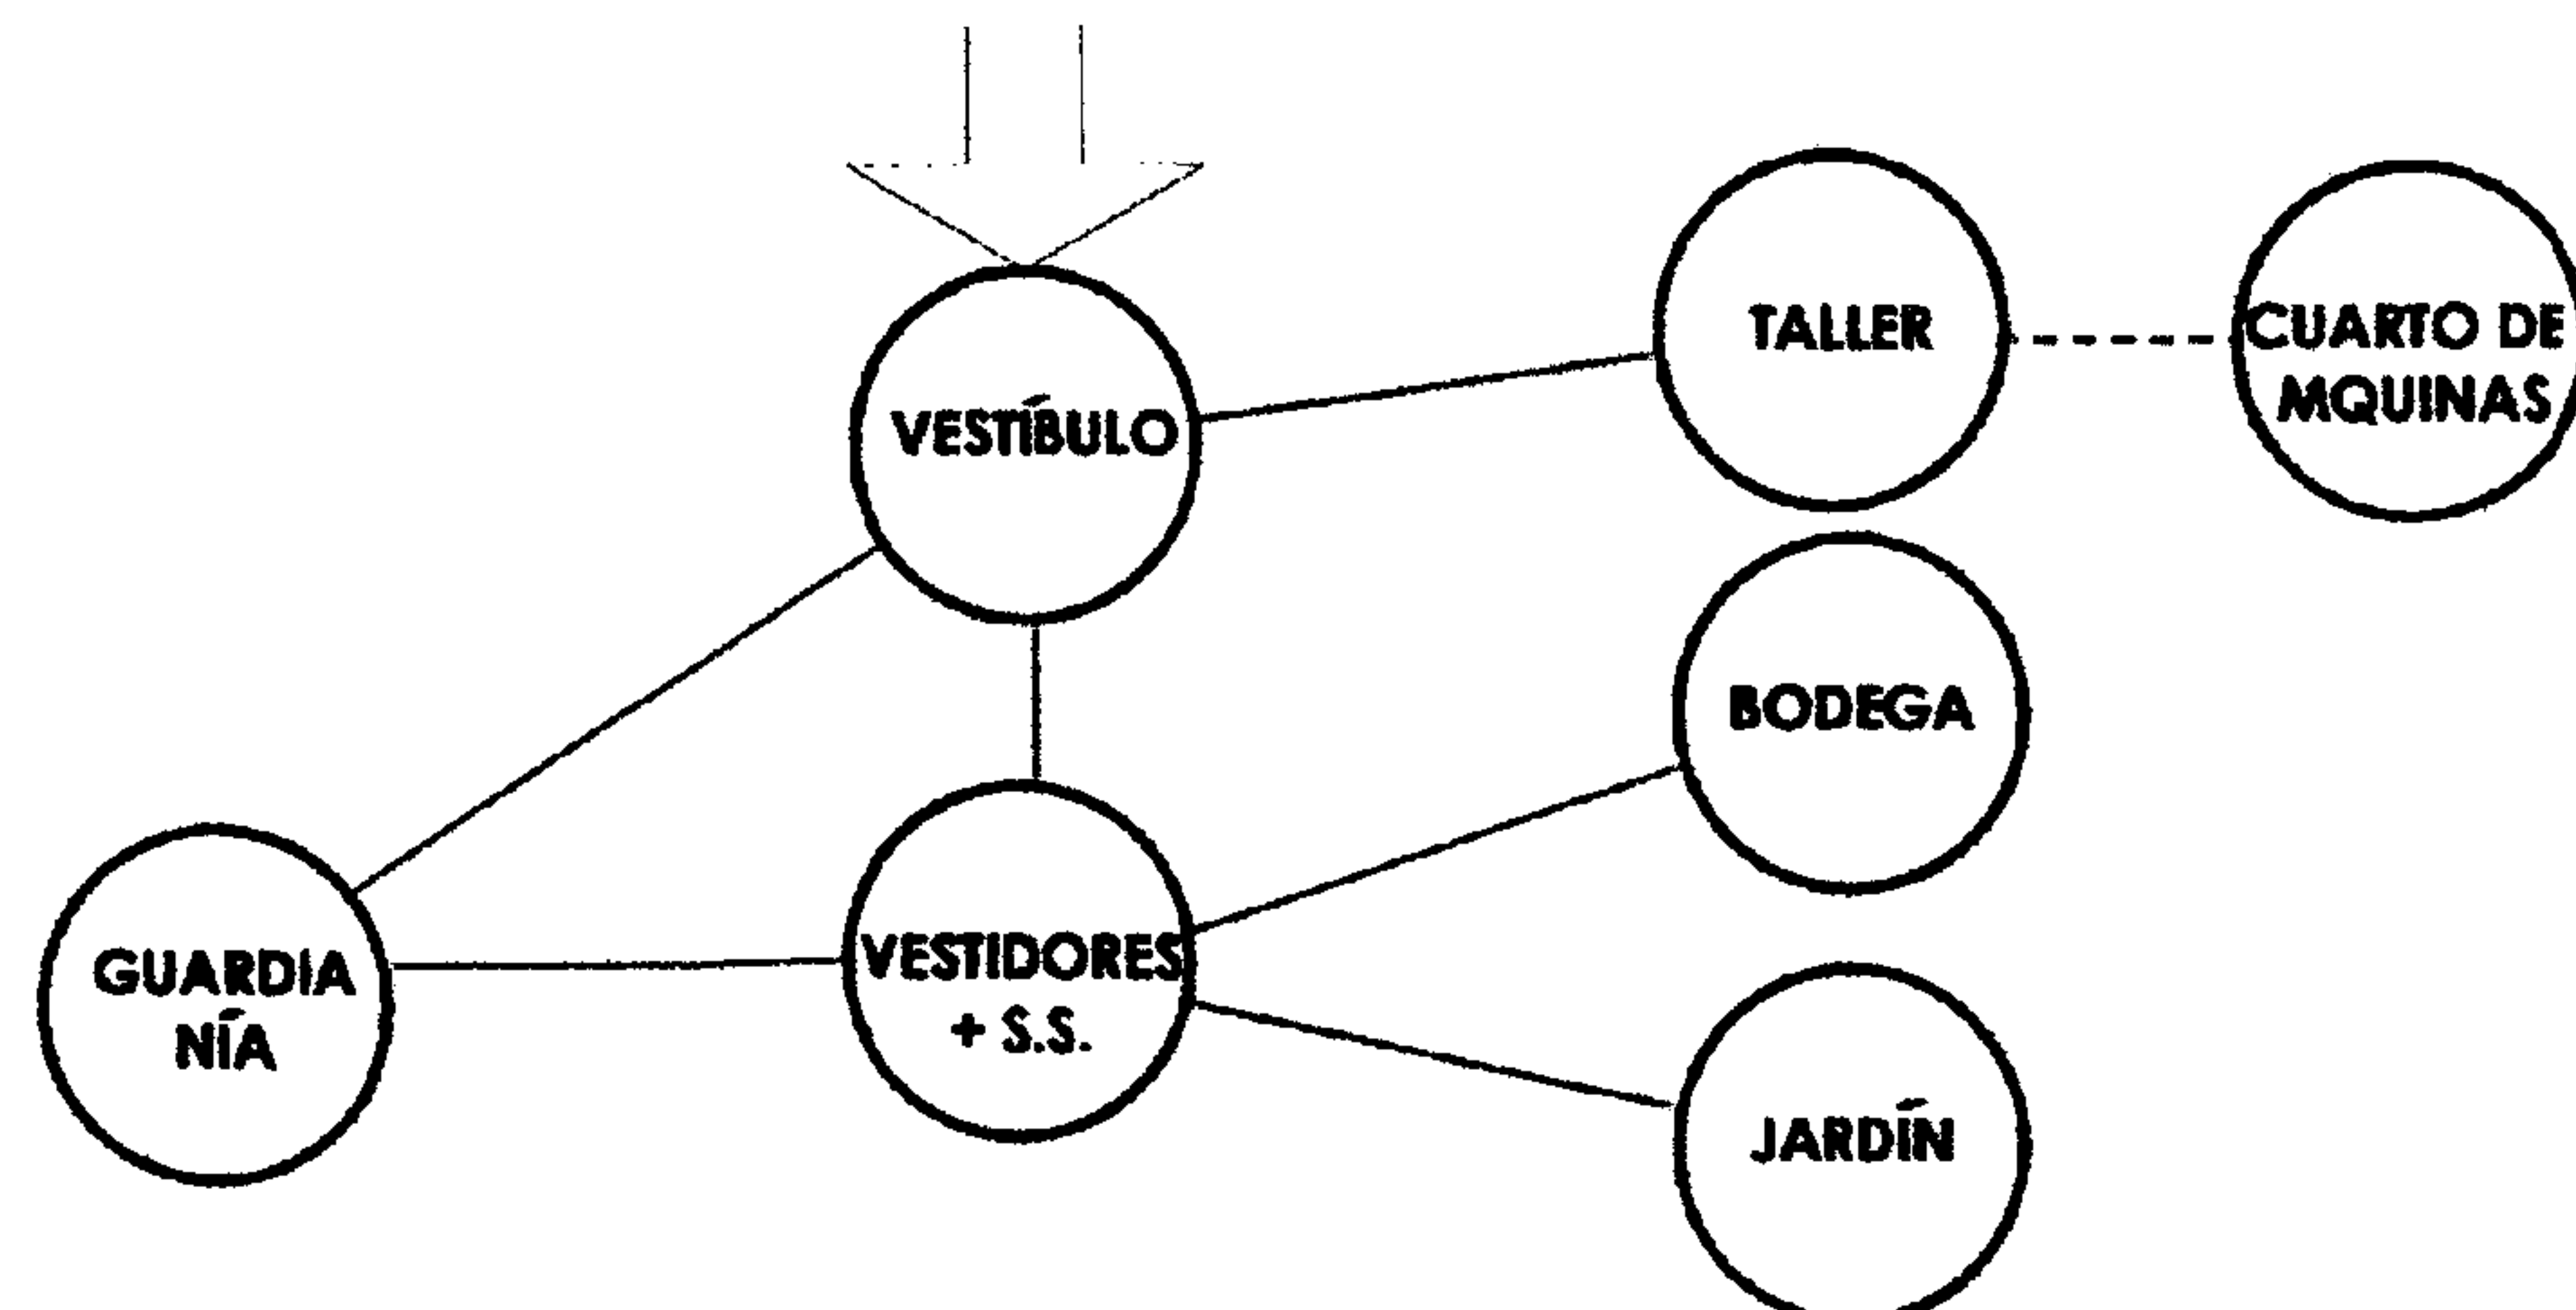 TALLER
CUARTO DE
MQUINAS
VESTÍBULO
BODEGA
VESTIDORES
+ S.S.
GUARDIA
NÍA
JARDÍN